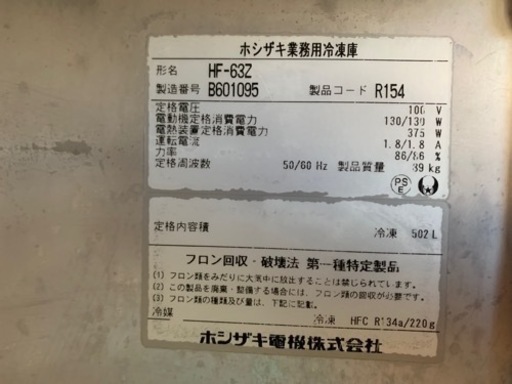 ホシザキ業務用冷凍庫
形名 HF-63Z
製造番号 B601095 製品コード R154
定格電圧 100 V
電動機定格消費電力 130/130 W
電熱装置定格消費電力 375 W
運転電流 1.8/1.8 A
力率 86/86 %
定格周波数 50/60 Hz 製品質量 89 kg
PS E
定格内容積 冷凍 502 L
フロン回収・破壊法 第一種特定製品
(1) フロン類をみだりに大気中に放出することは禁じられています。
(2) この製品を廃棄・整備する場合には、フロン類の回収が必要です。
(3) フロン類の種類及び量は、下記に記載。
冷媒 冷凍 HFC R134a/220g
ホシザキ電機株式会社